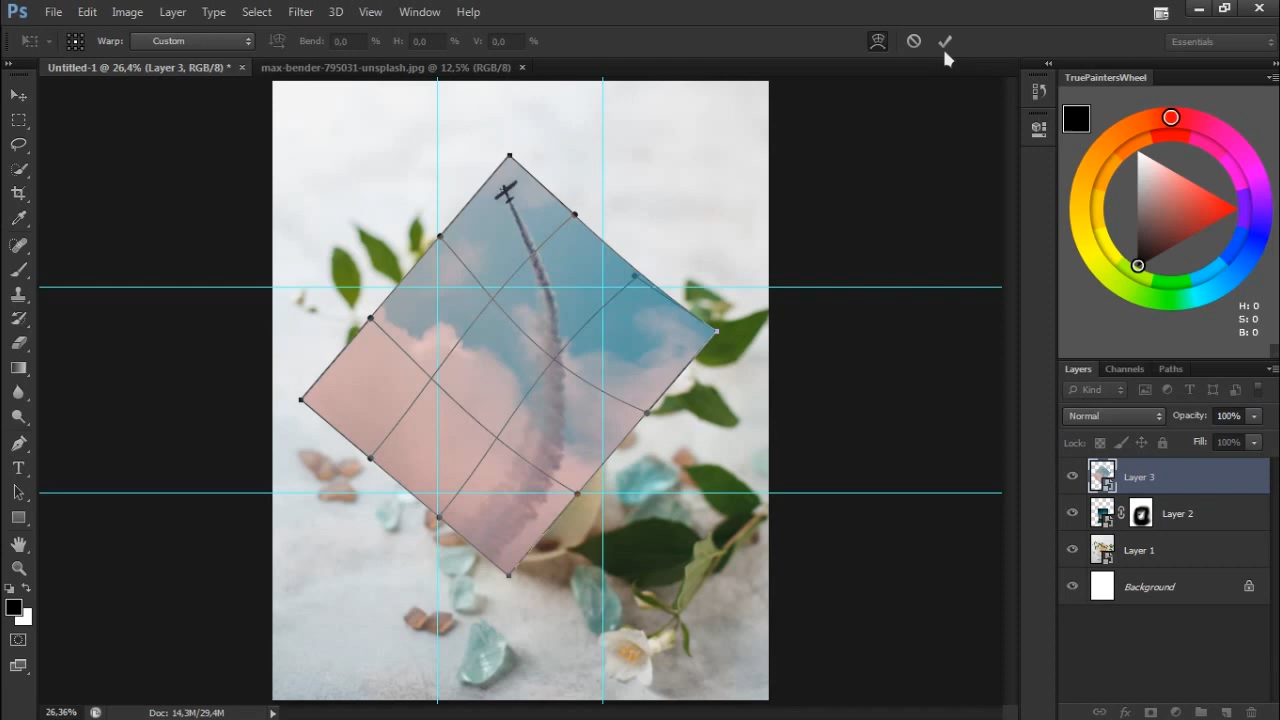 Ps File Edit Image Layer Type Select Filter 3D View Window Help
Warp: Custom Bend: 0,0 % H: 0,0 % V: 0,0 % Essentials
Untitled-1 @ 26,4% (Layer 3, RGB/8) * × max-bender-795031-unsplash.jpg @ 12,5% (RGB/8) ×
TruePaintersWheel
H: 0
S: 0
B: 0
Layers Channels Paths
Kind
Normal Opacity: 100%
Lock: Fill: 100%
Layer 3
Layer 2
Layer 1
Background
26,36% Doc: 14,3M/29,4M